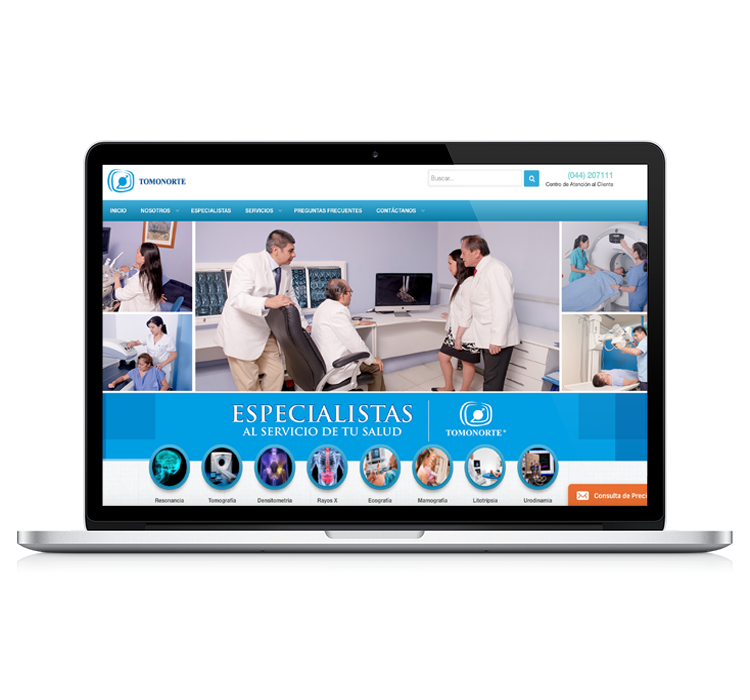 TOMONORTE
Buscar...
(044) 207111
Centro de Atención al Cliente
INICIO NOSOTROS ESPECIALISTAS SERVICIOS PREGUNTAS FRECUENTES CONTÁCTANOS
ESPECIALISTAS
AL SERVICIO DE TU SALUD
TOMONORTE®
Resonancia Tomografía Densitometría Rayos X Ecografía Mamografía Litotripsia Urodinamia
Consulta de Preci